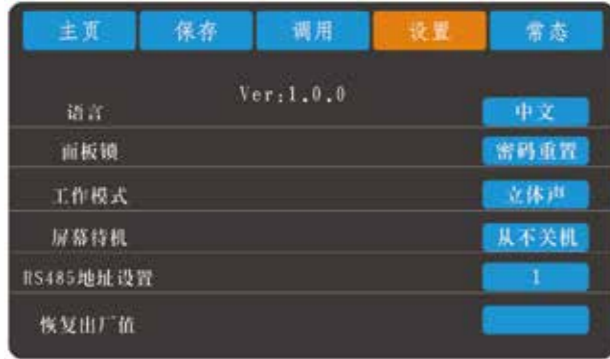 主页 保存 调用 设置 常态
Ver:1.0.0
语言 中文
面板锁 密码重置
工作模式 立体声
屏幕待机 从不关机
RS485地址设置 1
恢复出厂值